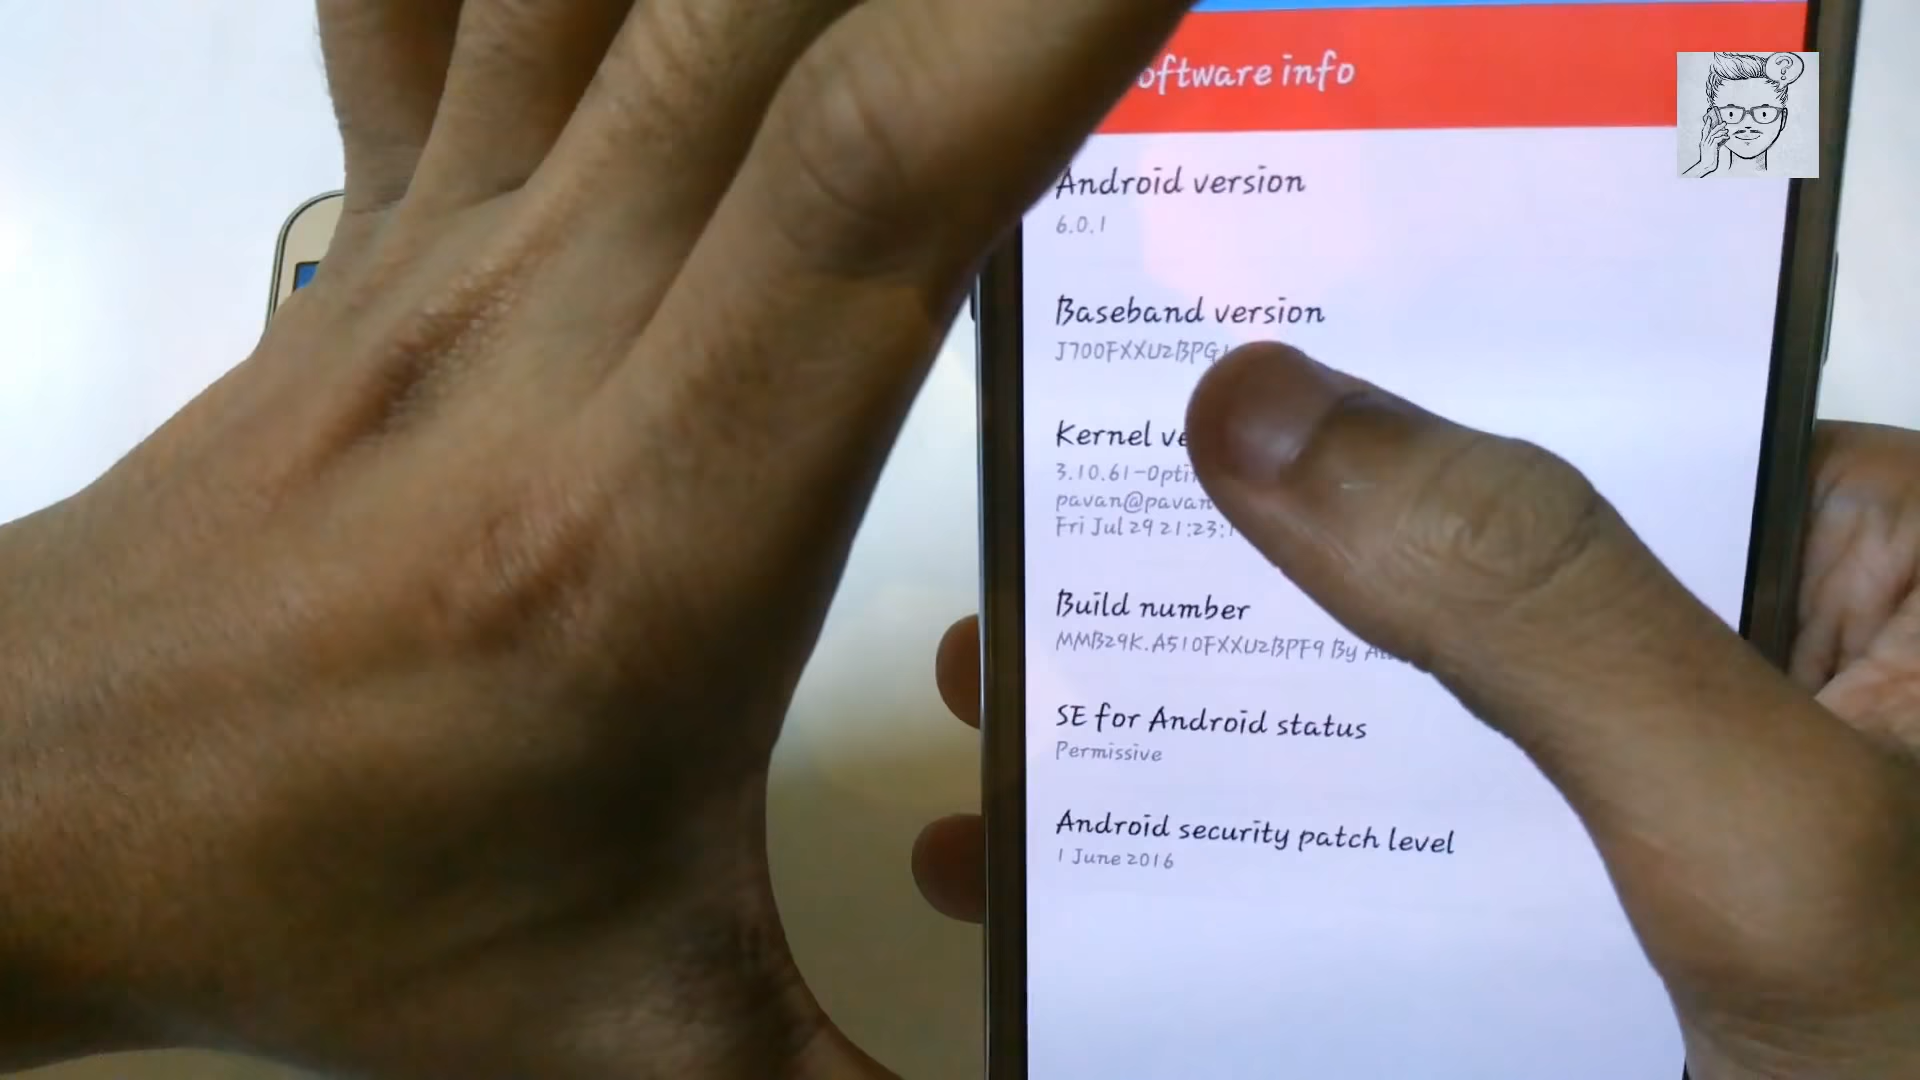 oftware info
Android version
6.0.1
Baseband version
J700FXXU2BPG
Kernel ve
3.10.61-Opti
pavan@pavan
Fri Jul 29 21:23:
Build number
MMB29K.A510FXXU2BPF9 By
SE for Android status
Permissive
Android security patch level
1 June 2016